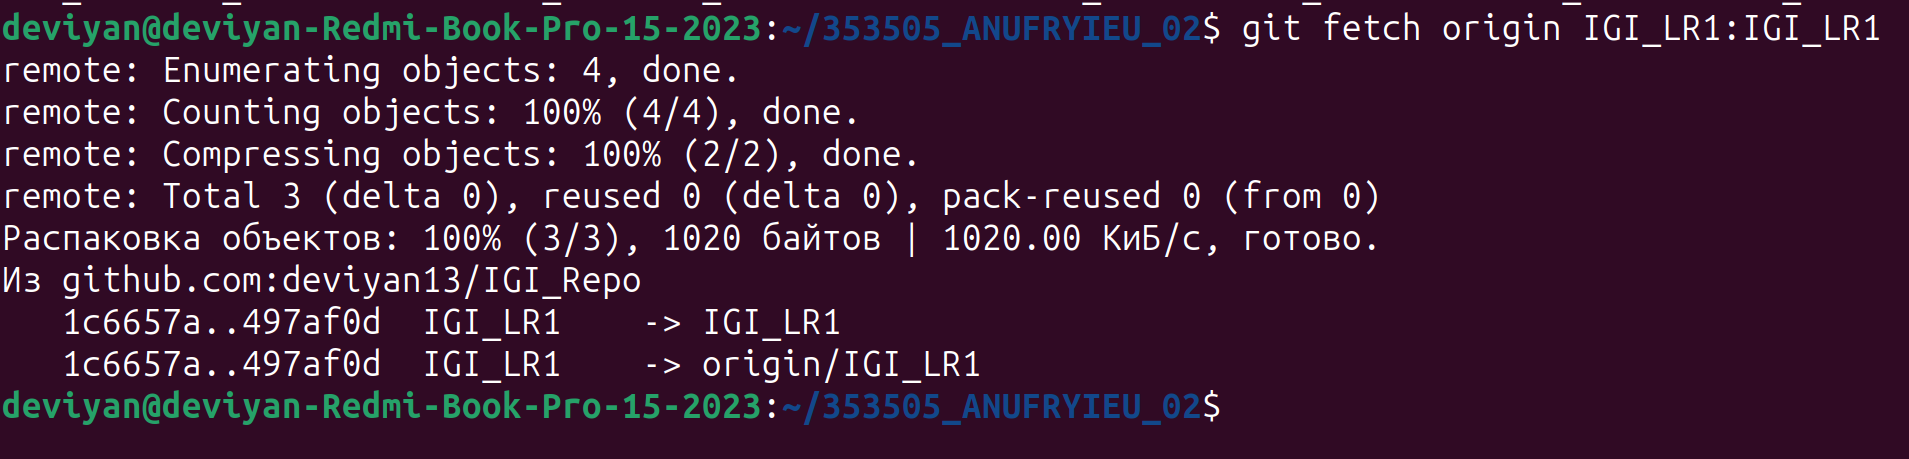 deviyan@deviyan-Redmi-Book-Pro-15-2023:~/353505_ANUFRYIEU_02$ git fetch origin IGI_LR1:IGI_LR1
remote: Enumerating objects: 4, done.
remote: Counting objects: 100% (4/4), done.
remote: Compressing objects: 100% (2/2), done.
remote: Total 3 (delta 0), reused 0 (delta 0), pack-reused 0 (from 0)
Распаковка объектов: 100% (3/3), 1020 байтов | 1020.00 КиБ/с, готово.
Из github.com:deviyan13/IGI_Repo
   1c6657a..497af0d  IGI_LR1    -> IGI_LR1
   1c6657a..497af0d  IGI_LR1    -> origin/IGI_LR1
deviyan@deviyan-Redmi-Book-Pro-15-2023:~/353505_ANUFRYIEU_02$